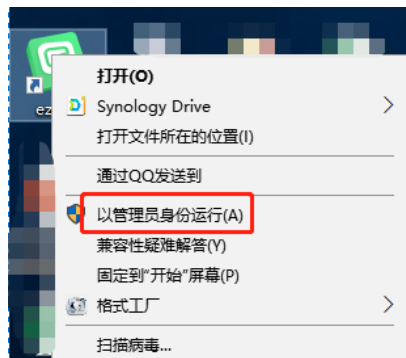 ez
打开(O)
Synology Drive
打开文件所在的位置(I)
通过QQ发送到
以管理员身份运行(A)
兼容性疑难解答(Y)
固定到"开始"屏幕(P)
格式工厂
扫描病毒...